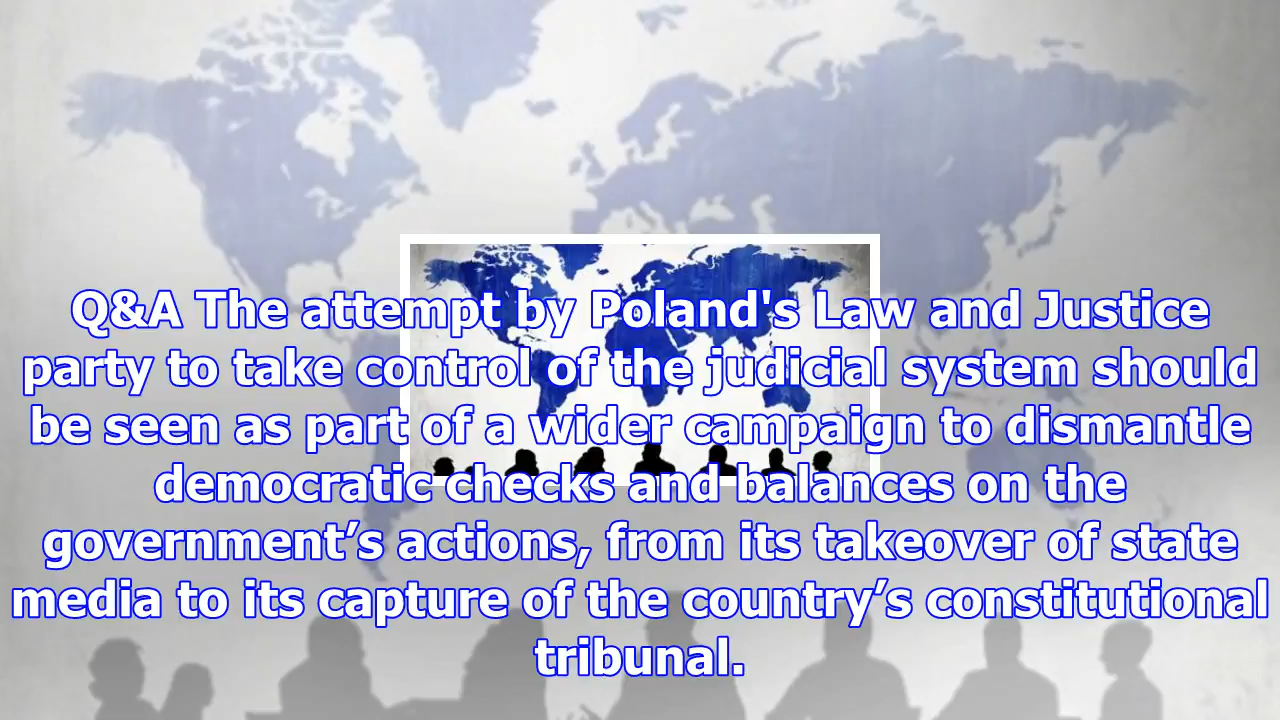 Q&A The attempt by Poland's Law and Justice
party to take control of the judicial system should
be seen as part of a wider campaign to dismantle
democratic checks and balances on the
government’s actions, from its takeover of state
media to its capture of the country’s constitutional
tribunal.